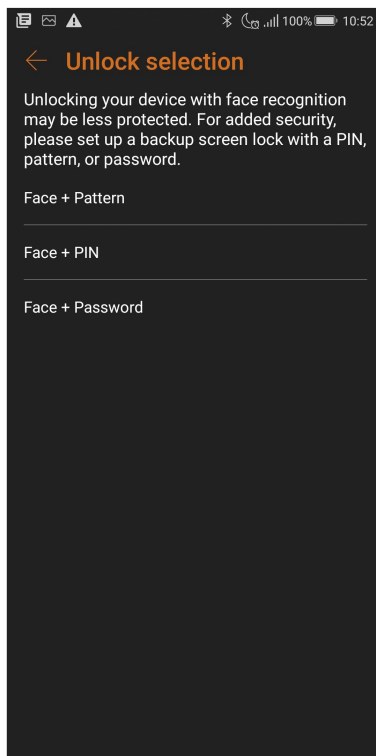 100% 10:52
Unlock selection
Unlocking your device with face recognition
may be less protected. For added security,
please set up a backup screen lock with a PIN,
pattern, or password.
Face + Pattern
Face + PIN
Face + Password